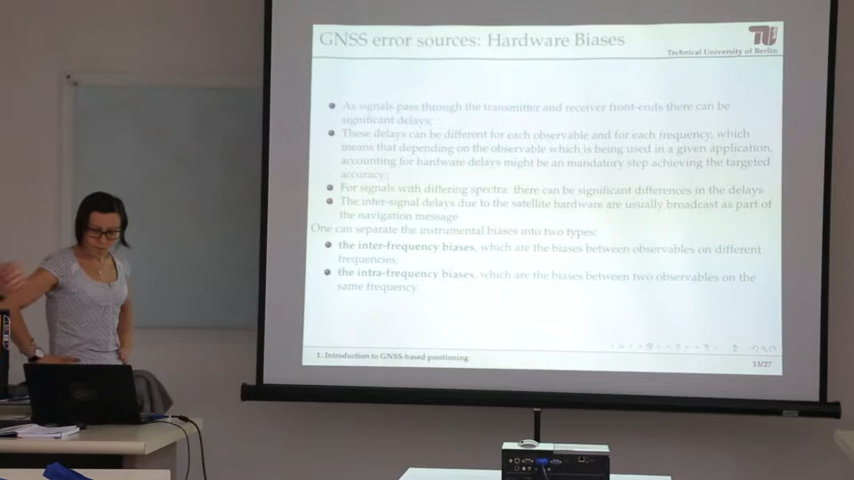 GNSS error sources: Hardware Biases
Technical University of Berlin
As signals pass through the transmitter and receiver front-ends there can be
significant delays;
These delays can be different for each observable and for each frequency, which
means that depending on the observable which is being used in a given application,
accounting for hardware delays might be an mandatory step achieving the targeted
accuracy;
For signals with differing spectra: there can be significant differences in the delays
The inter-signal delays due to the satellite hardware are usually broadcast as part of
the navigation message
One can separate the instrumental biases into two types:
the inter-frequency biases, which are the biases between observables on different
frequencies;
the intra-frequency biases, which are the biases between two observables on the
same frequency.
1. Introduction to GNSS-based positioning
13/27